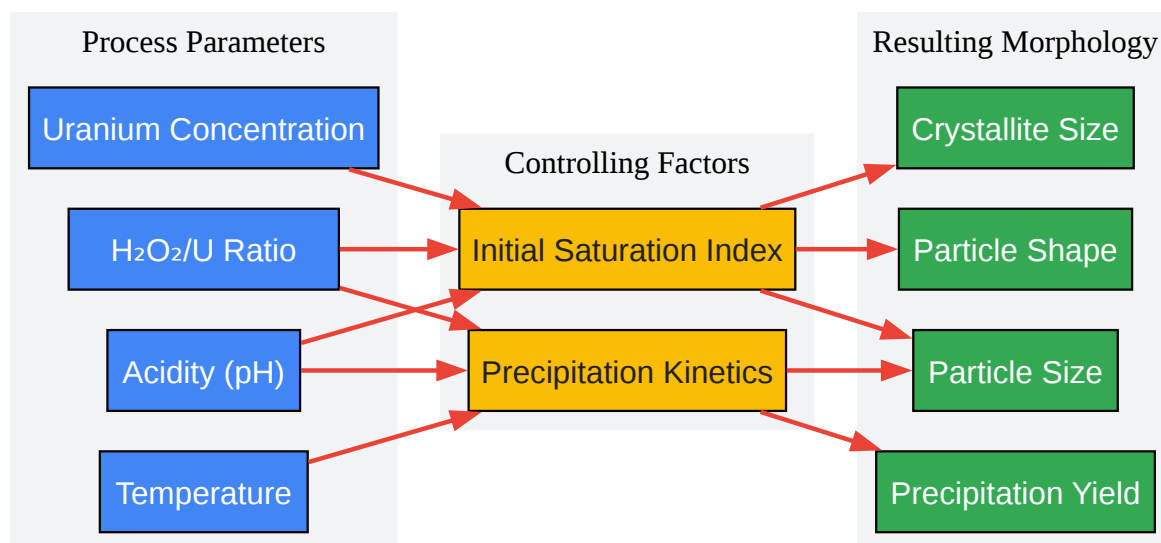 Process Parameters
Uranium Concentration
H₂O₂/U Ratio
Acidity (pH)
Temperature
Controlling Factors
Initial Saturation Index
Precipitation Kinetics
Resulting Morphology
Crystallite Size
Particle Shape
Particle Size
Precipitation Yield